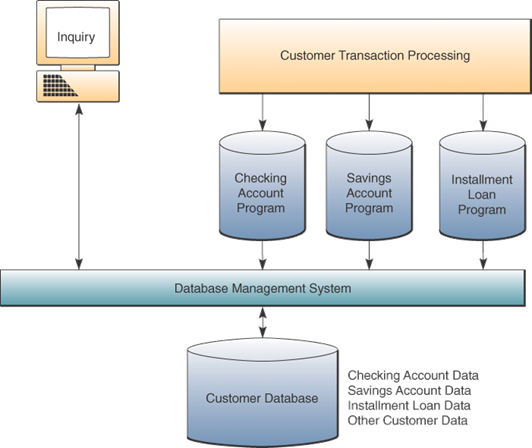 Inquiry
Customer Transaction Processing
Checking
Account
Program
Savings
Account
Program
Installment
Loan
Program
Database Management System
Customer Database
Checking Account Data
Savings Account Data
Installment Loan Data
Other Customer Data